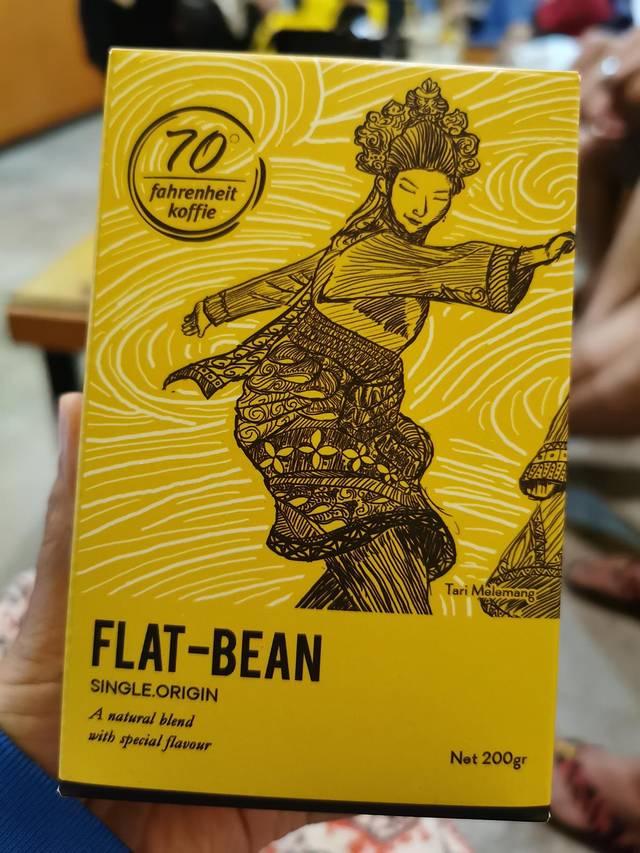 70°
fahrenheit
koffie
Tari Melemang
FLAT-BEAN
SINGLE.ORIGIN
A natural blend
with special flavour
Net 200gr